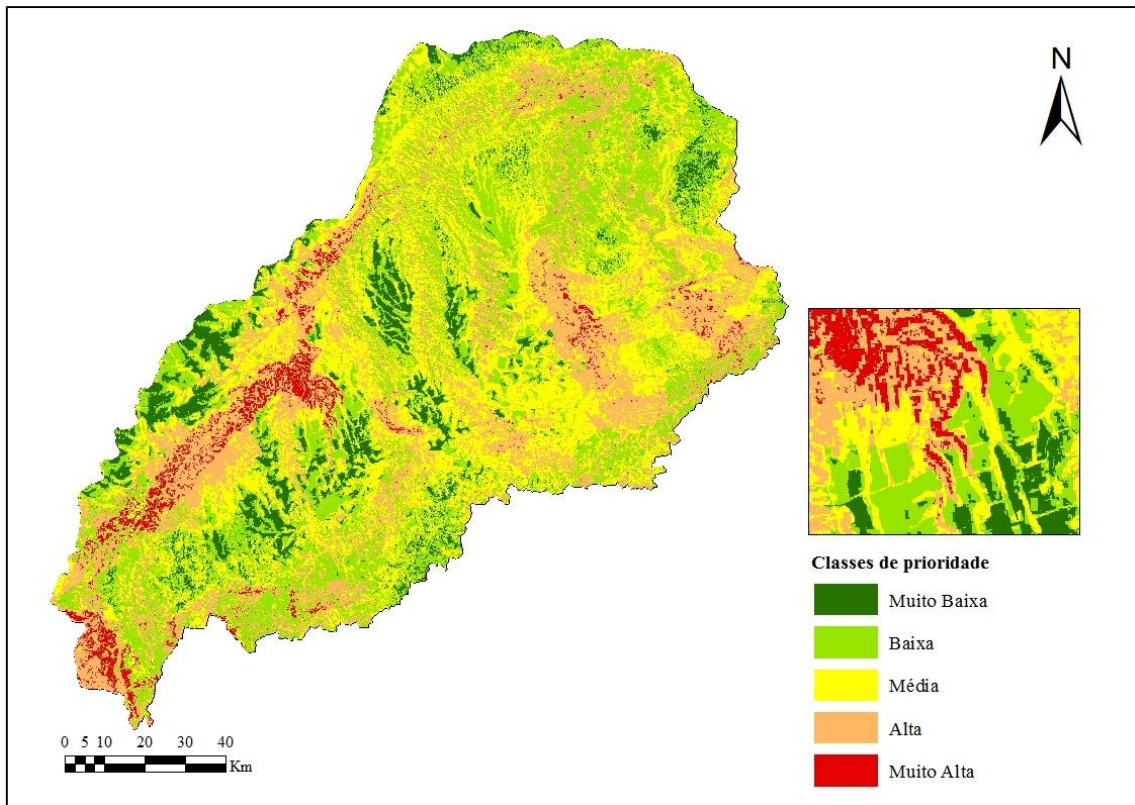 N
Classes de prioridade
Muito Baixa
Baixa
Média
Alta
Muito Alta
0 5 10 20 30 40
Km